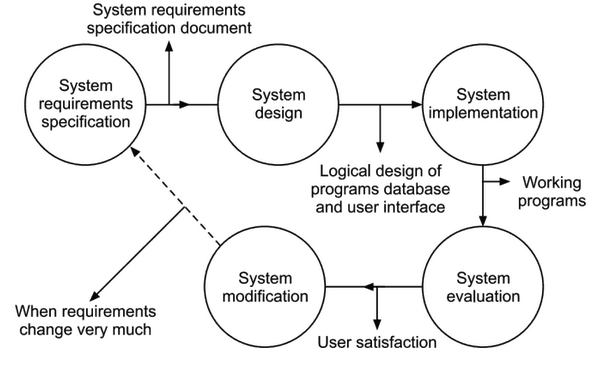 System requirements
specification document
System
requirements
specification
System
design
System
implementation
Logical design of
programs database
and user interface
Working
programs
System
modification
System
evaluation
When requirements
change very much
User satisfaction